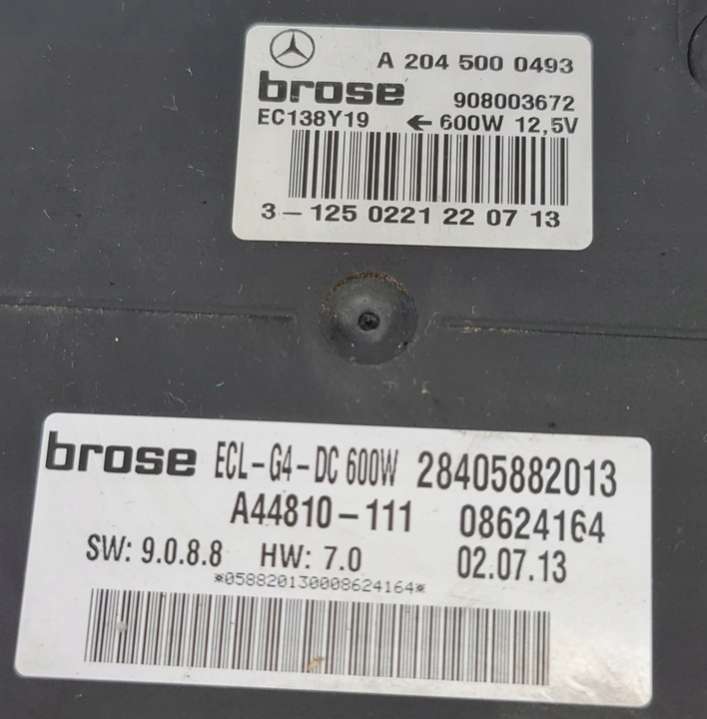 A 204 500 0493
brose 908003672
EC138Y19 ← 600W 12,5V
3-125 0221 22 07 13
brose ECL-G4-DC 600W 28405882013
A44810-111 08624164
SW: 9.0.8.8 HW: 7.0 02.07.13
*058820130008624164*